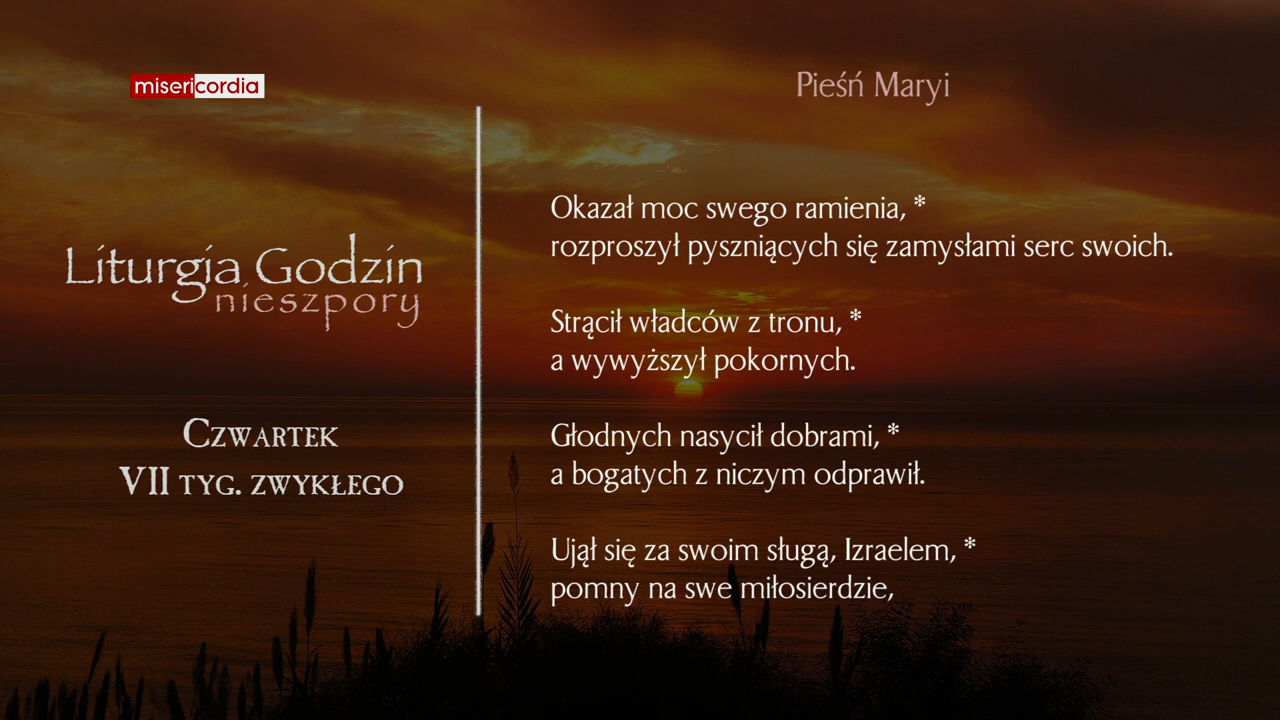 misericordia
Pieśń Maryi
Liturgia Godzin
nieszpory
Czwartek
VII tyg. zwykłego
Okazał moc swego ramienia, *
rozproszył pyszniących się zamysłami serc swoich.
Strącił władców z tronu, *
a wywyższył pokornych.
Głodnych nasycił dobrami, *
a bogatych z niczym odprawił.
Ujął się za swoim sługą, Izraelem, *
pomny na swe miłosierdzie,